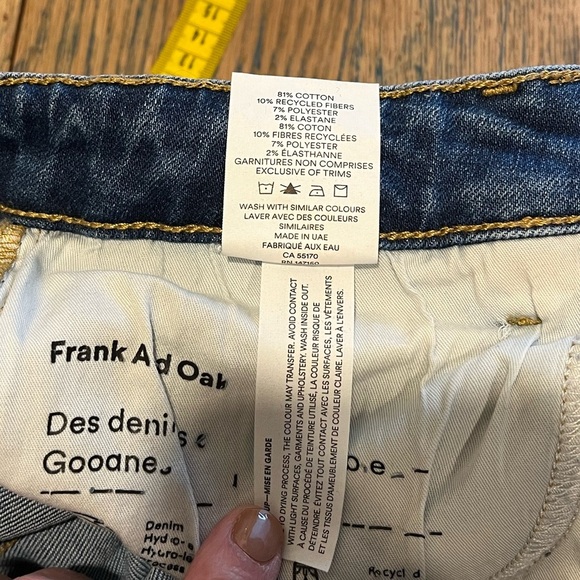 81% COTTON
10% RECYCLED FIBERS
7% POLYESTER
2% ELASTANE
81% COTON
10% FIBRES RECYCLÉES
7% POLYESTER
2% ÉLASTHANNE
GARNITURES NON COMPRISES
EXCLUSIVE OF TRIMS
WASH WITH SIMILAR COLOURS
LAVER AVEC DES COULEURS
SIMILAIRES
MADE IN UAE
FABRIQUÉ AUX EAU
CA 55170
RN 147160
MISE EN GARDE
DYING PROCESS, THE COLOUR MAY TRANSFER. AVOID CONTACT
WITH LIGHT SURFACES, GARMENTS AND UPHOLSTERY. WASH INSIDE OUT.
À CAUSE DU PROCÉDÉ DE TEINTURE UTILISÉ, LA COULEUR RISQUE DE
DÉTEINDRE. ÉVITEZ TOUT CONTACT AVEC LES SURFACES, LES VÊTEMENTS
ET LES TISSUS D'AMEUBLEMENT DE COULEUR CLAIRE. LAVER À L'ENVERS.
Frank And Oak
Des
Denim